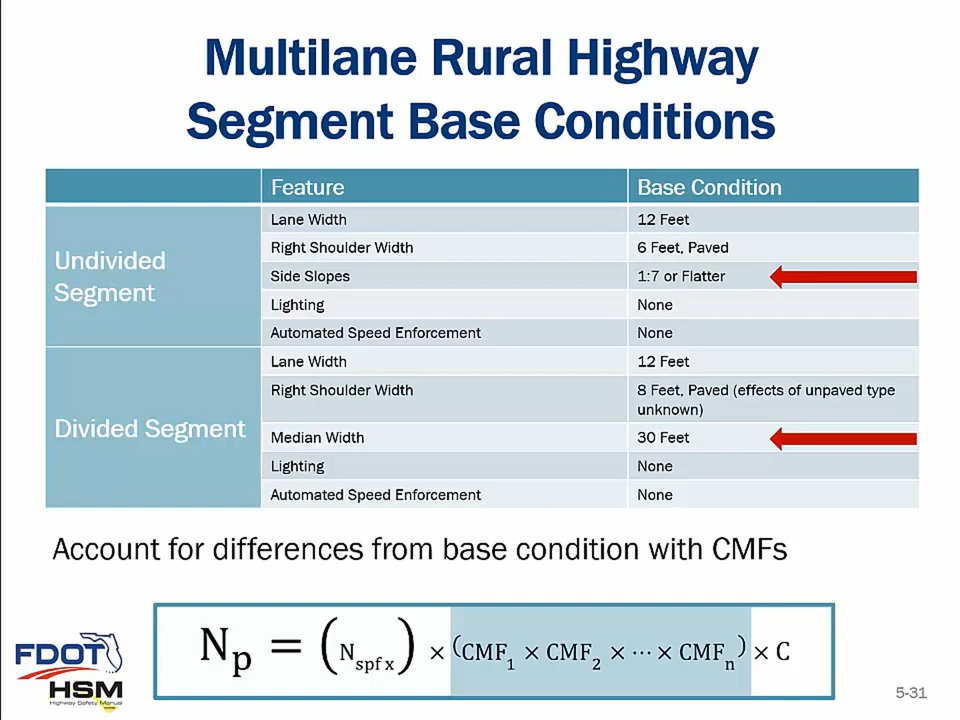 Multilane Rural Highway
Segment Base Conditions
Feature Base Condition
Undivided
Segment
Lane Width 12 Feet
Right Shoulder Width 6 Feet, Paved
Side Slopes 1:7 or Flatter
Lighting None
Automated Speed Enforcement None
Divided Segment
Lane Width 12 Feet
Right Shoulder Width 8 Feet, Paved (effects of unpaved type
unknown)
Median Width 30 Feet
Lighting None
Automated Speed Enforcement None
Account for differences from base condition with CMFs
N_p = (N_spf x) × (CMF_1 × CMF_2 × ⋯ × CMF_n) × C
FDOT
HSM
Highway Safety Manual
5-31